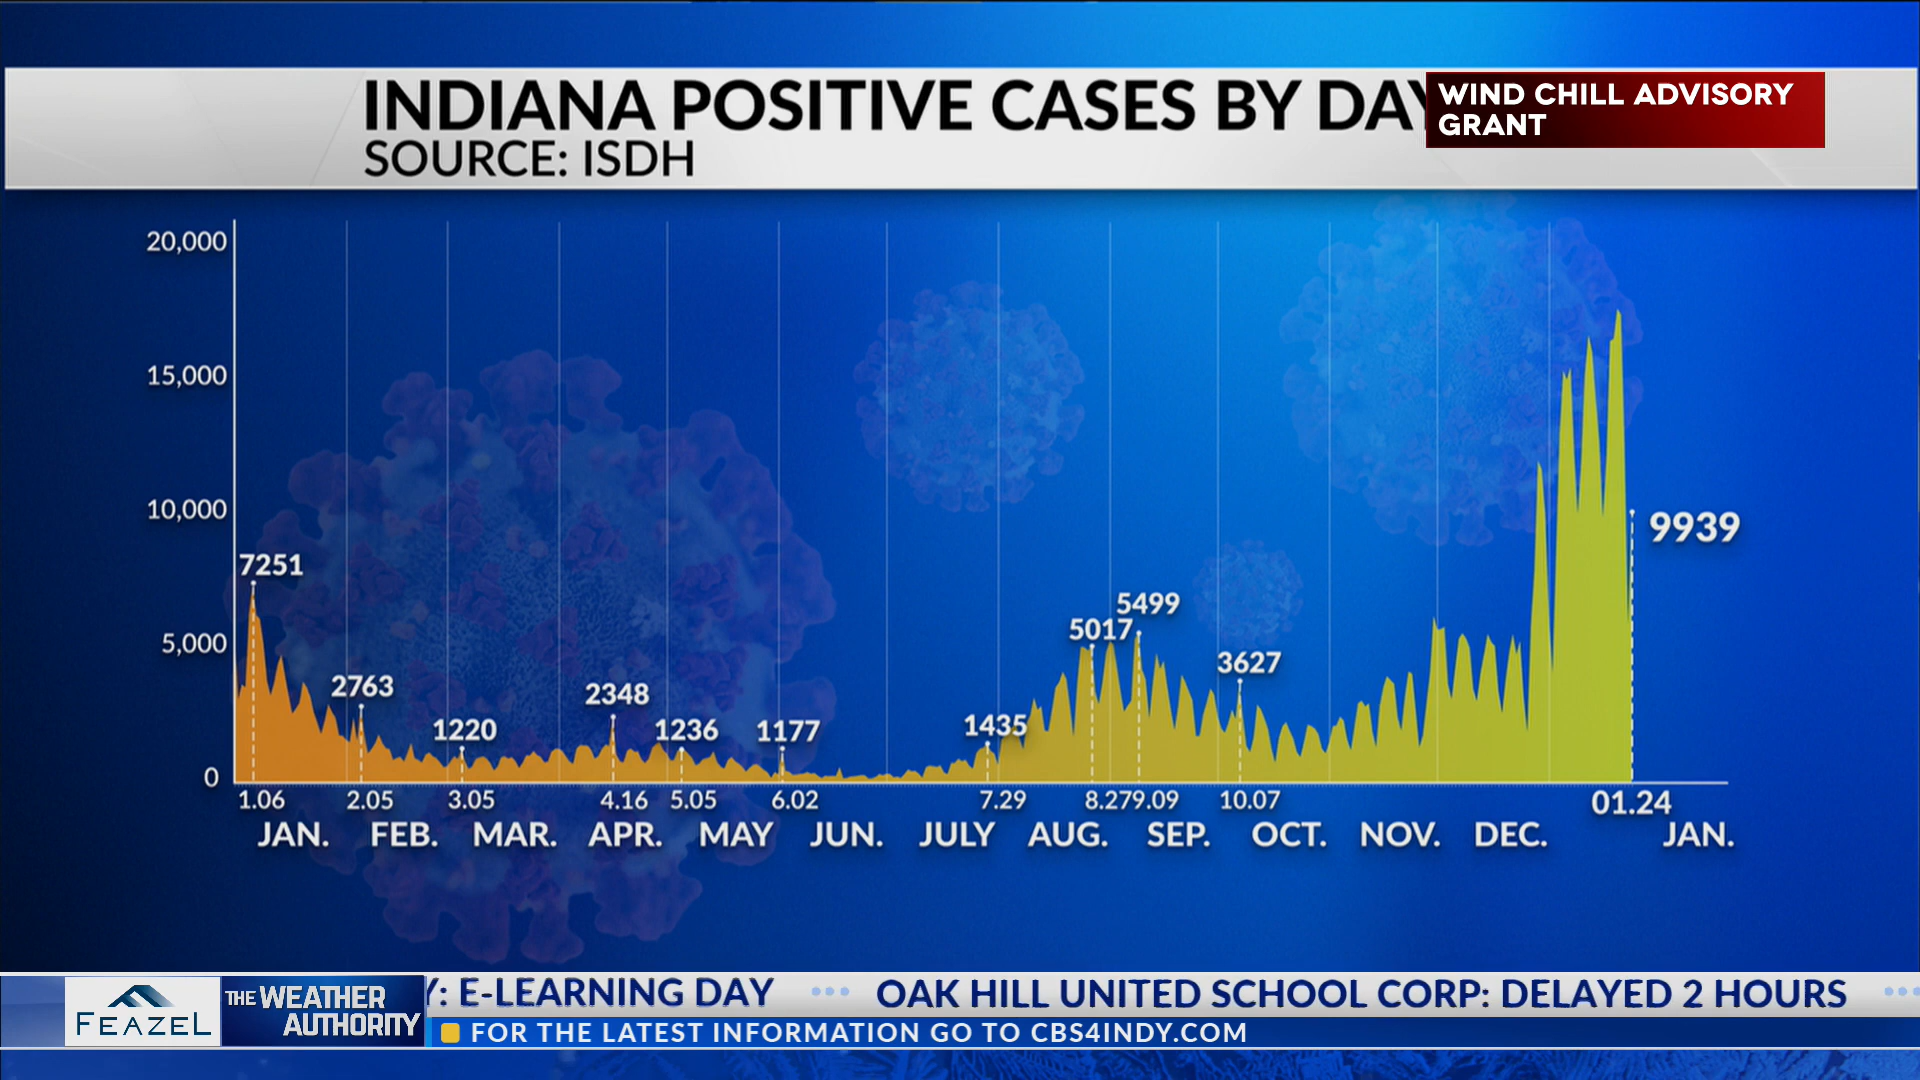 INDIANA POSITIVE CASES BY DAY
SOURCE: ISDH
WIND CHILL ADVISORY
GRANT
20,000
15,000
10,000
5,000
0
7251
2763
1220
2348
1236
1177
1435
5017
5499
3627
9939
1.06 2.05 3.05 4.16 5.05 6.02 7.29 8.27 9.09 10.07 01.24
JAN. FEB. MAR. APR. MAY JUN. JULY AUG. SEP. OCT. NOV. DEC. JAN.
FEAZEL
THE WEATHER
AUTHORITY
Y: E-LEARNING DAY ••• OAK HILL UNITED SCHOOL CORP: DELAYED 2 HOURS
FOR THE LATEST INFORMATION GO TO CBS4INDY.COM